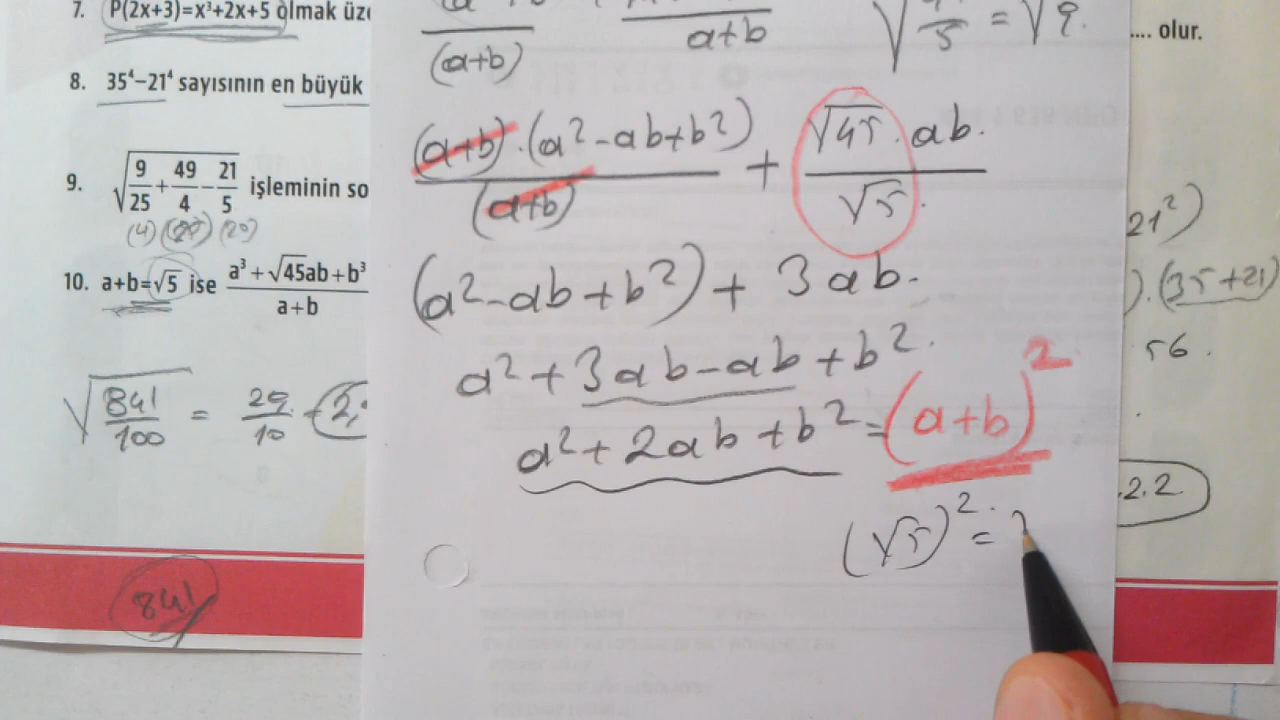 7. P(2x+3)=x³+2x+5 olmak üz
8. 35⁴−21⁴ sayısının en büyük
9. √(9/25+49/4−21/5) işleminin so
(4) (20)
10. a+b=√5 ise (a³+√45ab+b³)/(a+b)
√(841/100) = 29/10
841
(a+b)
a+b
= √9.
.... olur.
(a+b).(a²-ab+b²)/(a+b) + √45.ab./√5.
(a²-ab+b²) + 3ab.
a²+3ab-ab+b².
a²+2ab+b²=(a+b)²
(√5)².=
21²)
).(35+21)
56.
.2.2